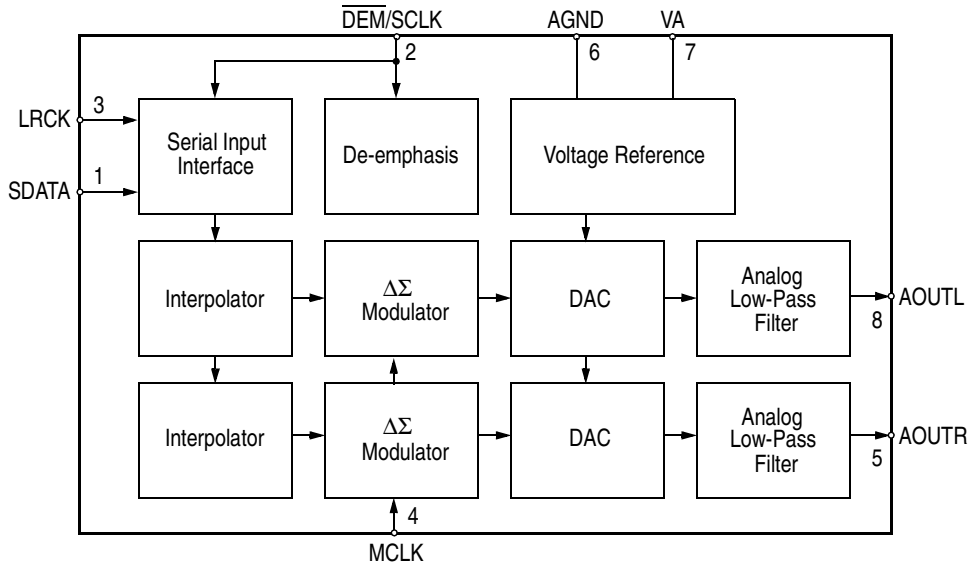 DEM/SCLK
AGND
VA
2
6
7
LRCK
3
SDATA
1
Serial Input
Interface
De-emphasis
Voltage Reference
Interpolator
ΔΣ
Modulator
DAC
Analog
Low-Pass
Filter
AOUTL
8
Interpolator
ΔΣ
Modulator
DAC
Analog
Low-Pass
Filter
AOUTR
5
4
MCLK